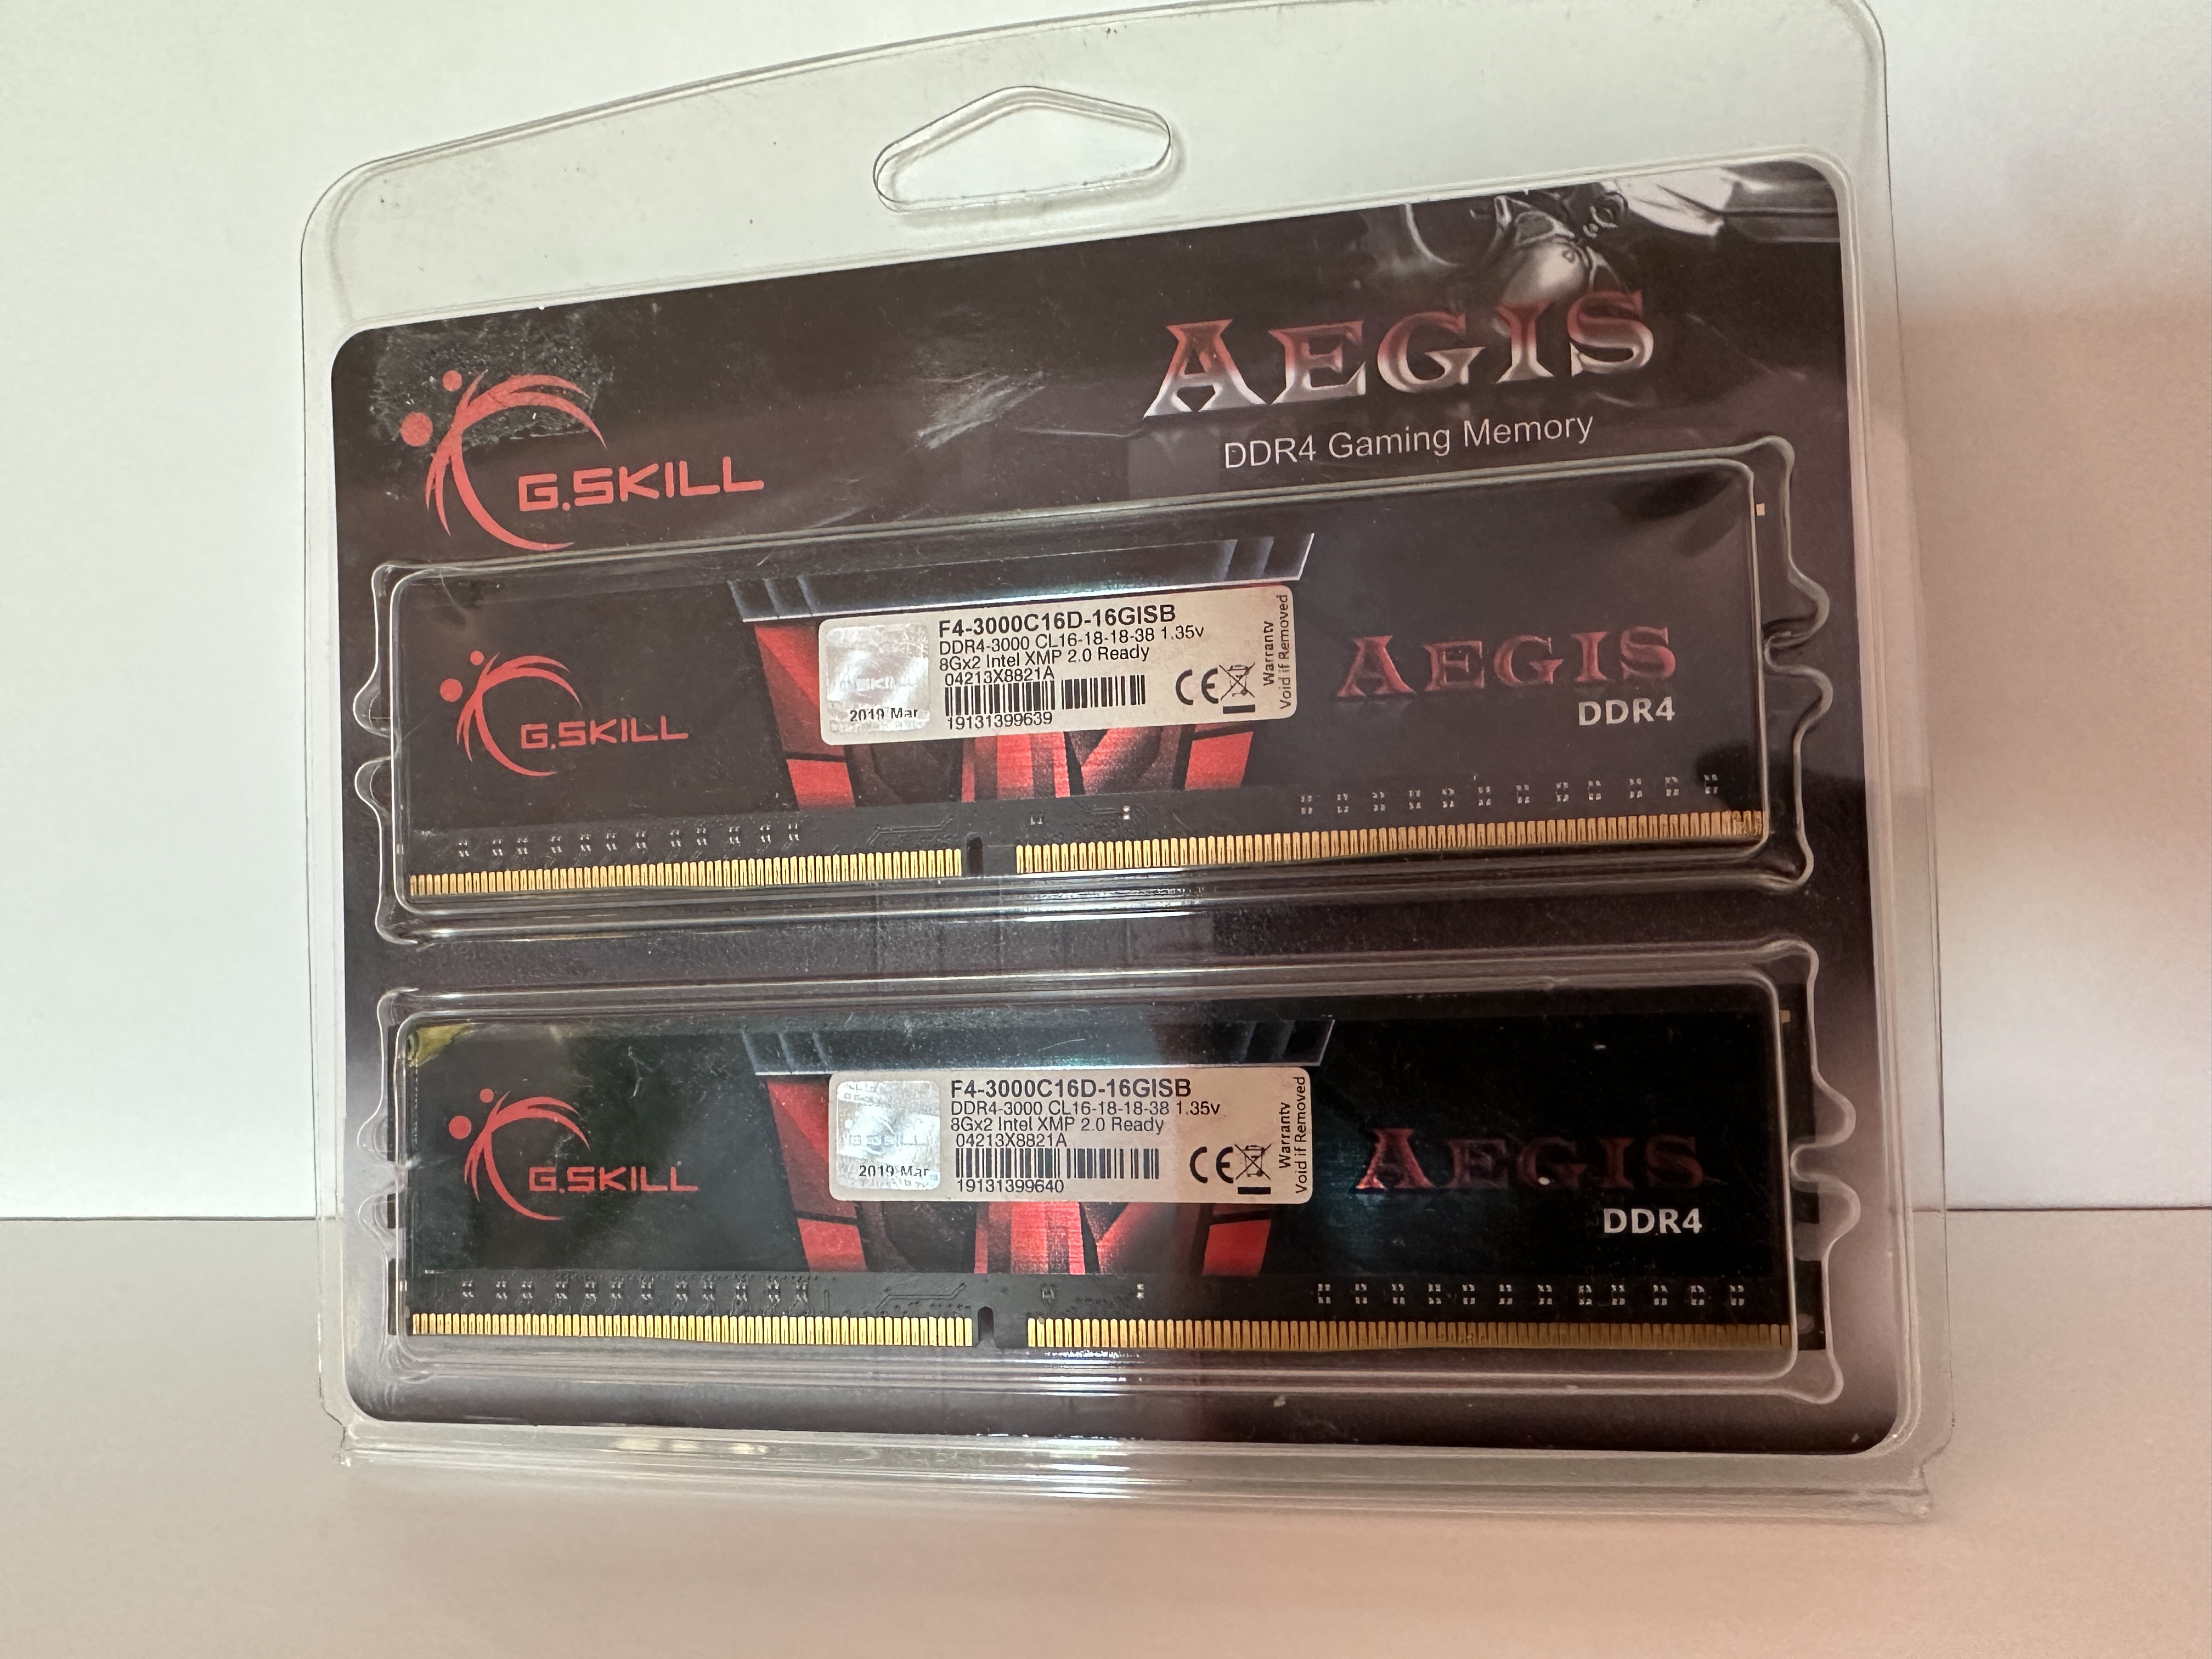 G.SKILL
AEGIS
DDR4 Gaming Memory
G.SKILL
2019 Mar
F4-3000C16D-16GISB
DDR4-3000 CL16-18-18-38 1.35v
8Gx2 Intel XMP 2.0 Ready
04213X8821A
19131399639
CE
Warranty
Void if Removed
AEGIS
DDR4
G.SKILL
G.SKILL
2019 Mar
F4-3000C16D-16GISB
DDR4-3000 CL16-18-18-38 1.35v
8Gx2 Intel XMP 2.0 Ready
04213X8821A
19131399640
CE
Warranty
Void if Removed
AEGIS
DDR4